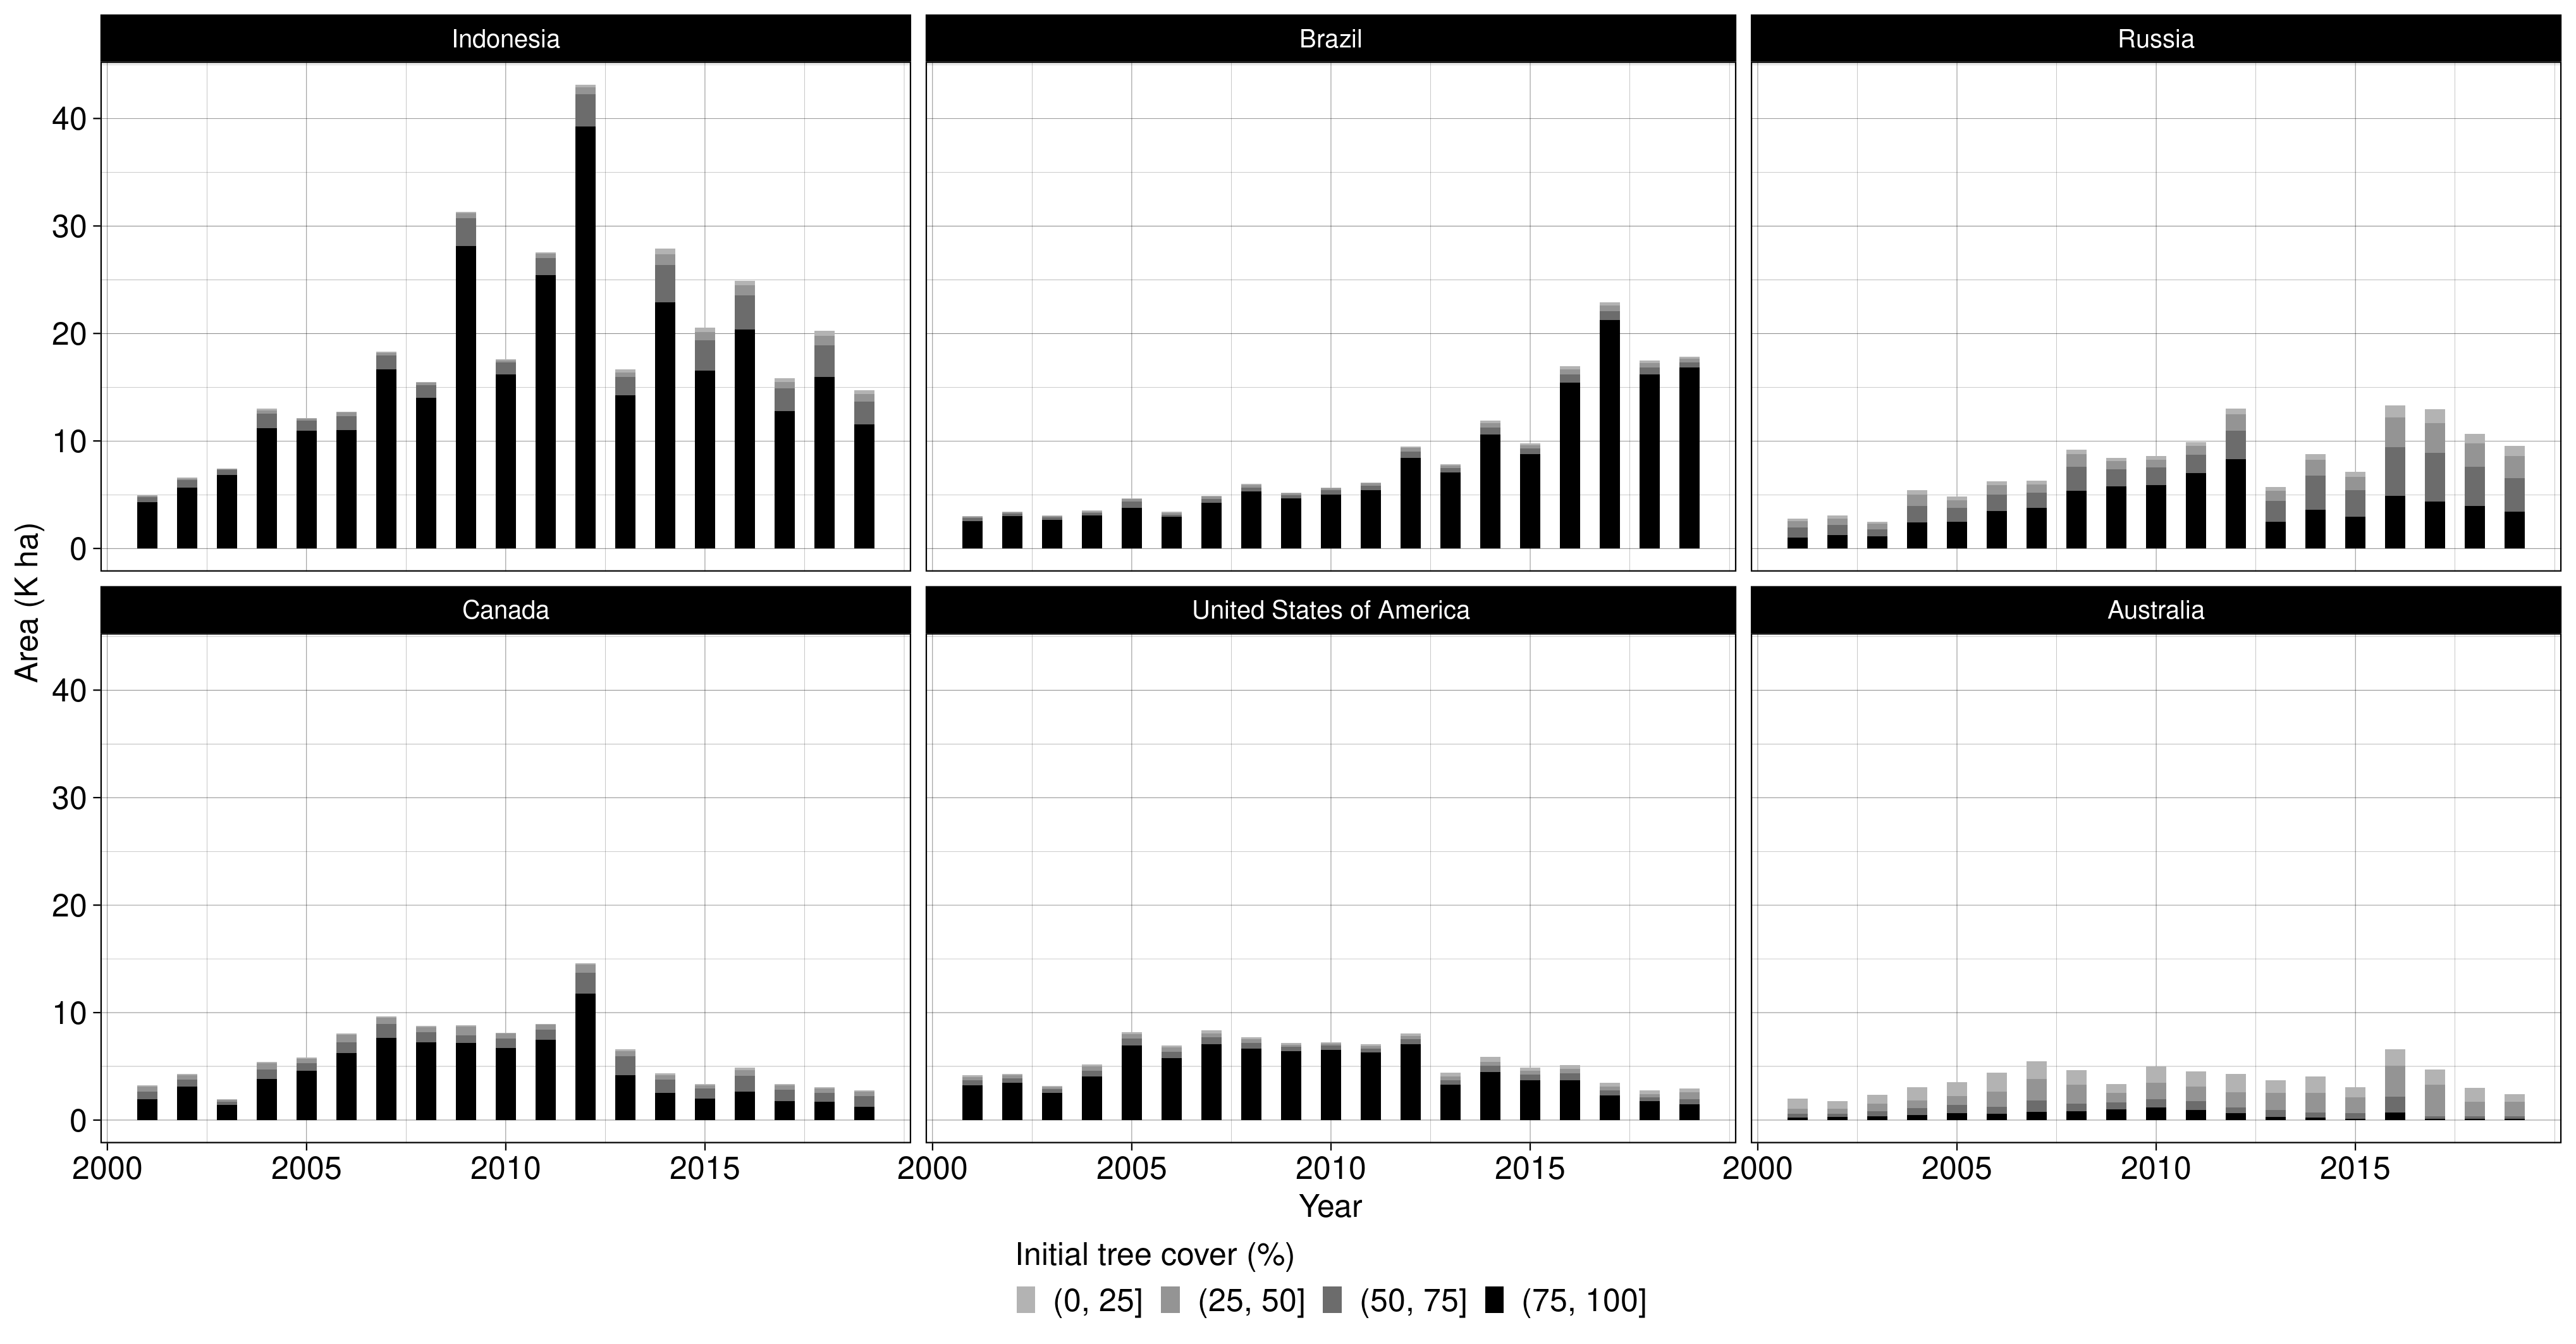 Indonesia
Brazil
Russia
40
30
20
10
0
Area (K ha)
Canada
United States of America
Australia
40
30
20
10
0
2000 2005 2010 2015 2000 2005 2010 2015 2000 2005 2010 2015
Year
Initial tree cover (%)
(0, 25] (25, 50] (50, 75] (75, 100]